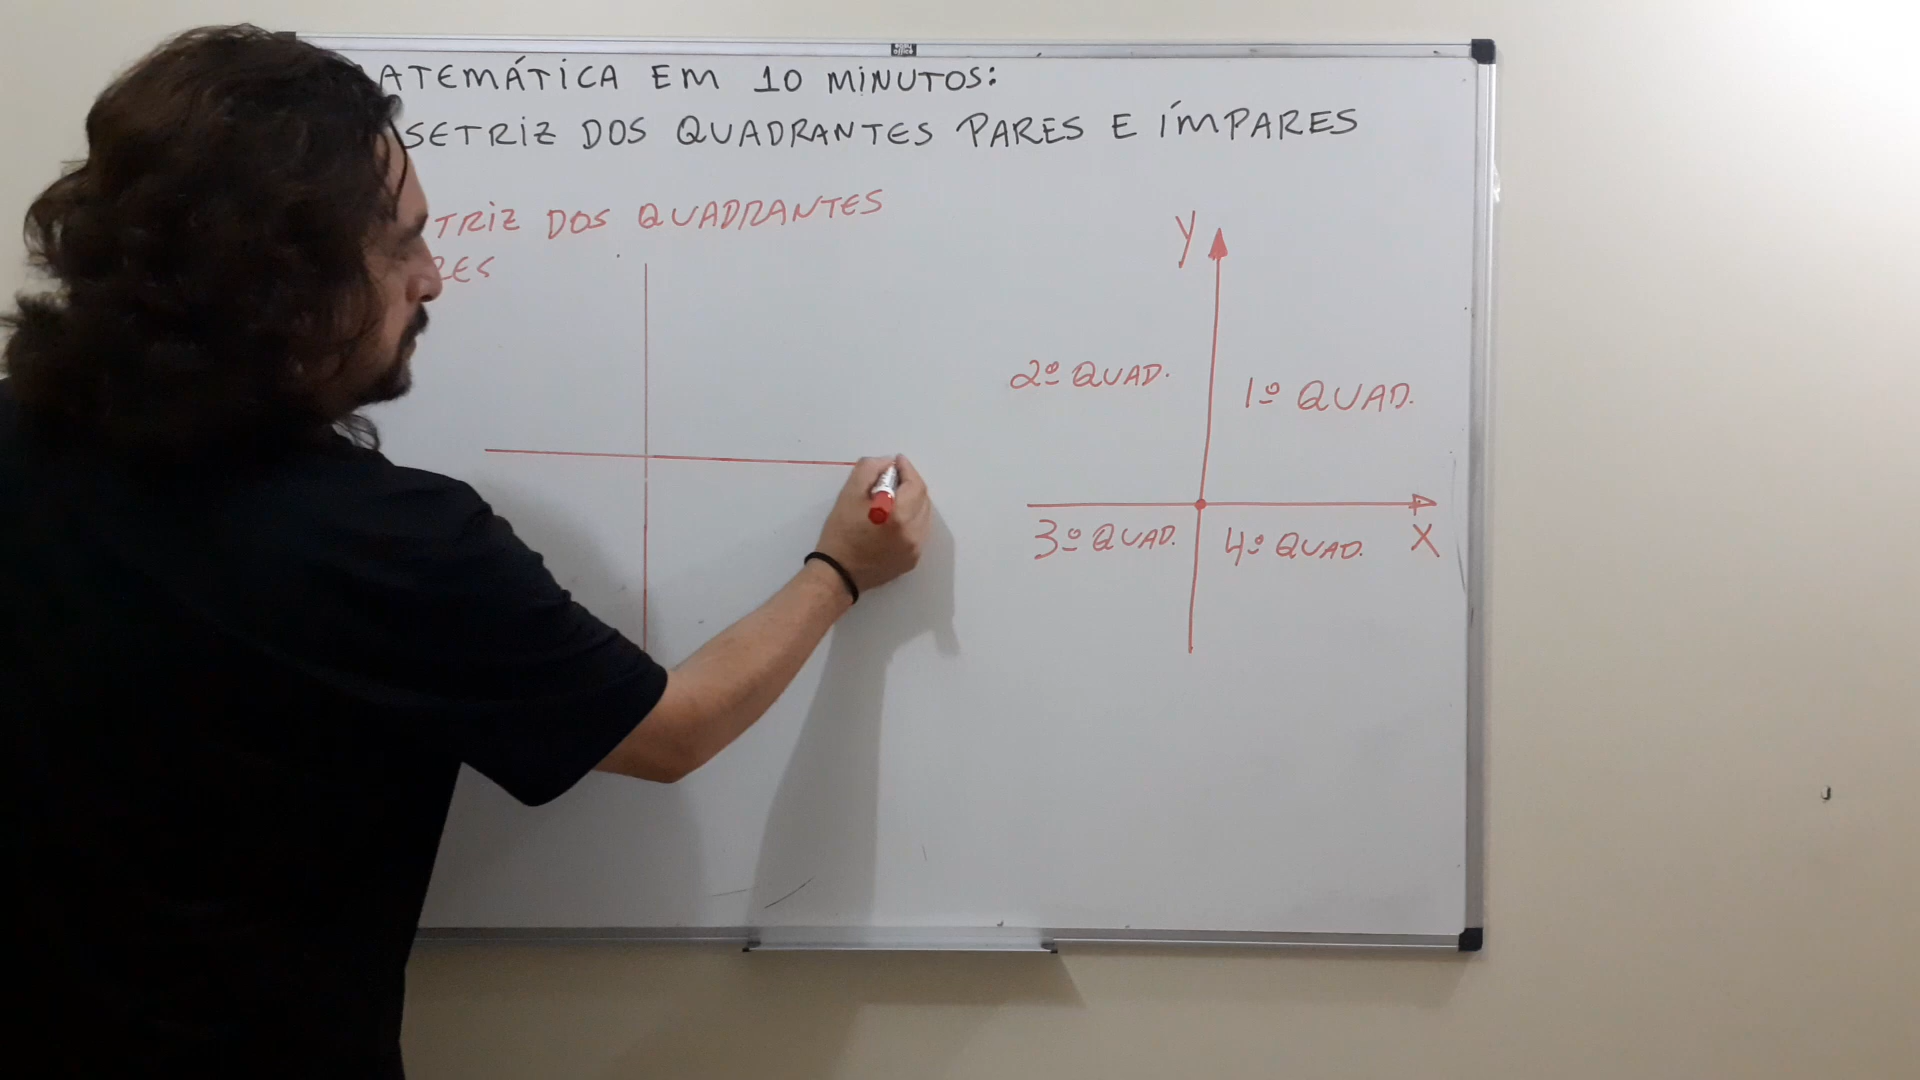 ATEMÁTICA EM 10 MINUTOS:
SETRIZ DOS QUADRANTES PARES E ÍMPARES
TRIZ DOS QUADRANTES
RES
Y
2º QUAD.
1º QUAD.
3º QUAD.
4º QUAD.
X